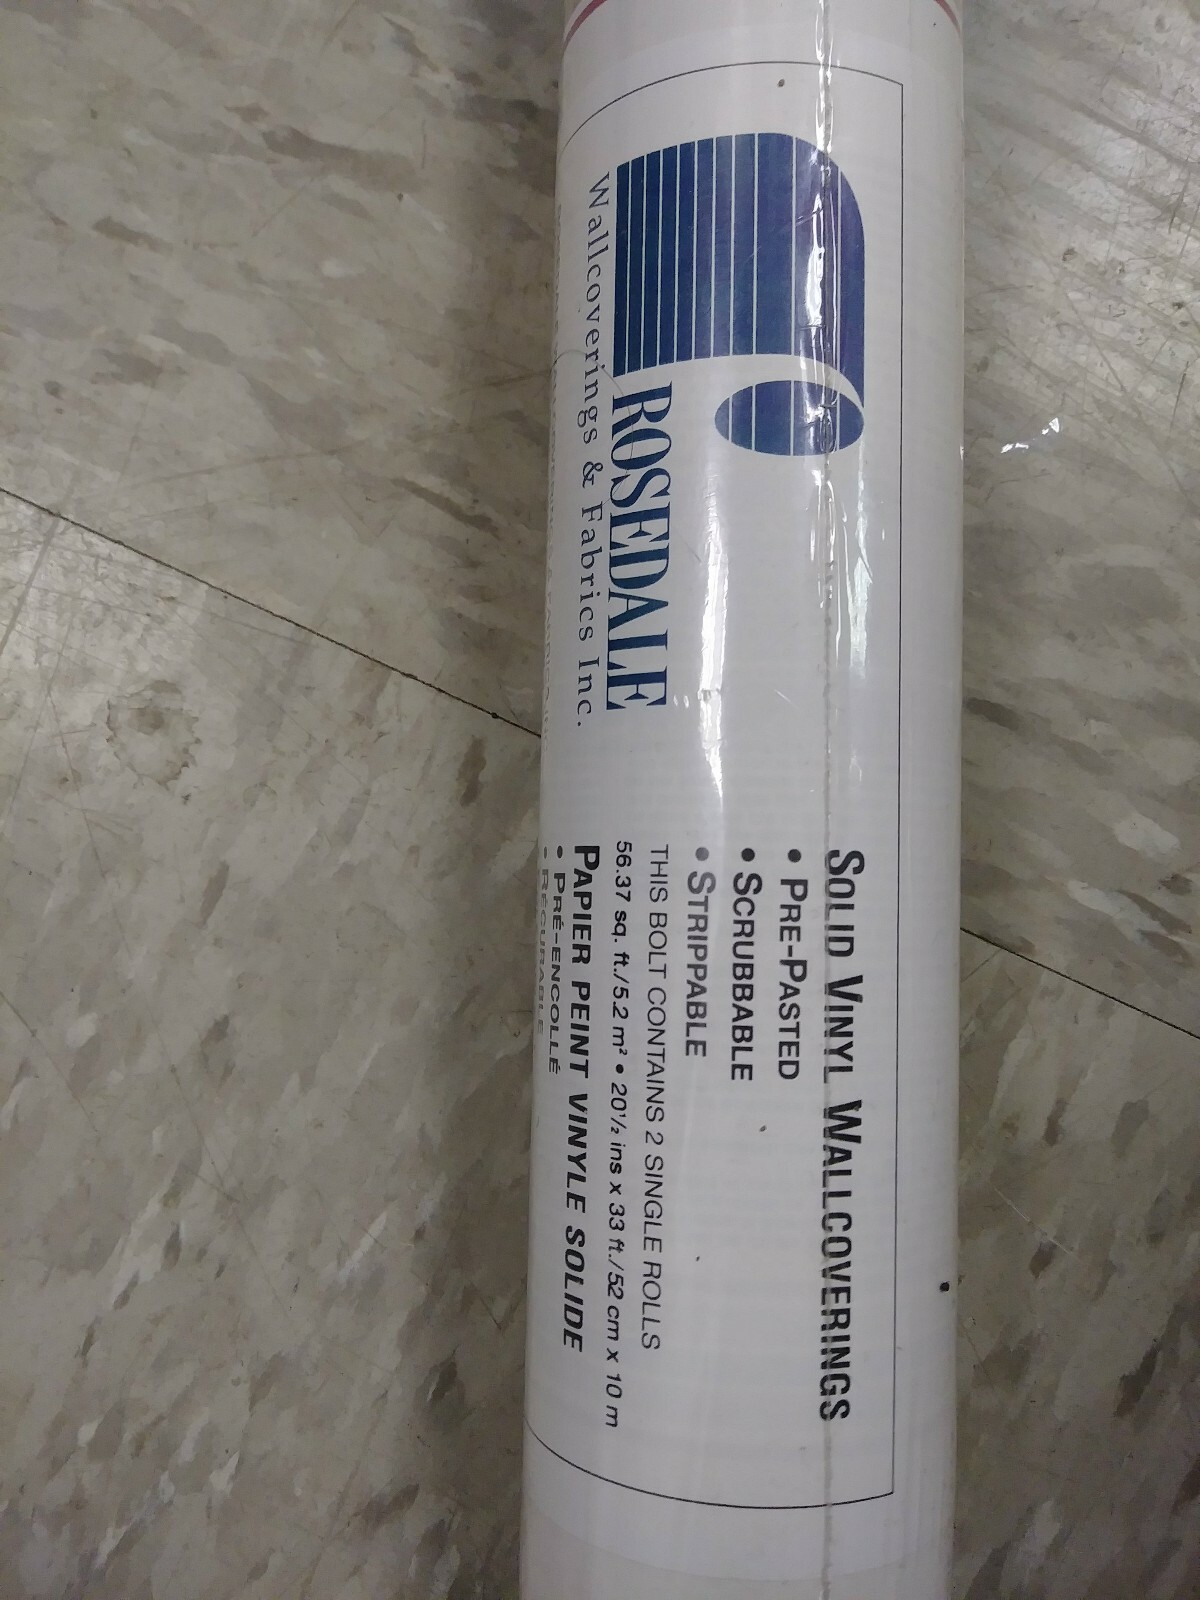 ROSEDALE
Wallcoverings & Fabrics Inc.
SOLID VINYL WALLCOVERINGS
• PRE-PASTED
• SCRUBBABLE
• STRIPPABLE
THIS BOLT CONTAINS 2 SINGLE ROLLS
56.37 sq. ft./5.2 m² • 20½ ins x 33 ft./52 cm x 10 m
PAPIER PEINT VINYLE SOLIDE
• PRÉ-ENCOLLÉ
• RÉCURABLE